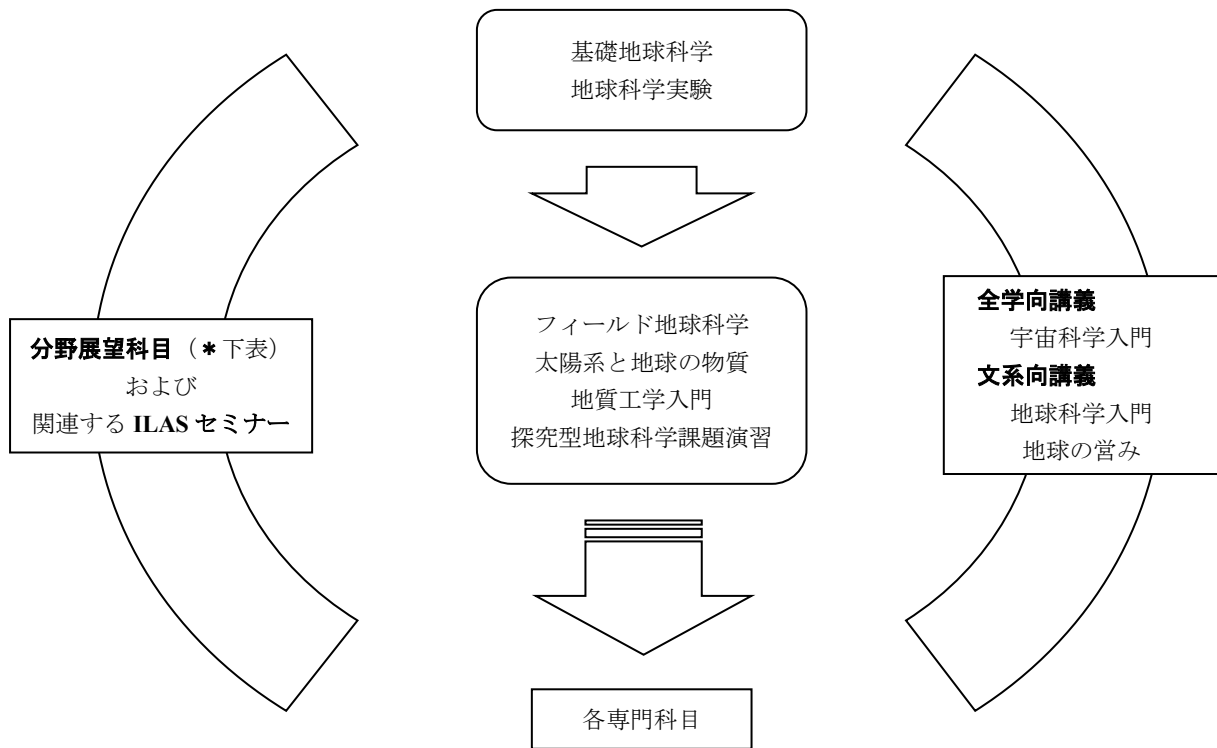 基礎地球科学
地球科学実験
フィールド地球科学
太陽系と地球の物質
地質工学入門
探究型地球科学課題演習
分野展望科目（＊下表）
および
関連する ILAS セミナー
全学向講義
宇宙科学入門
文系向講義
地球科学入門
地球の営み
各専門科目